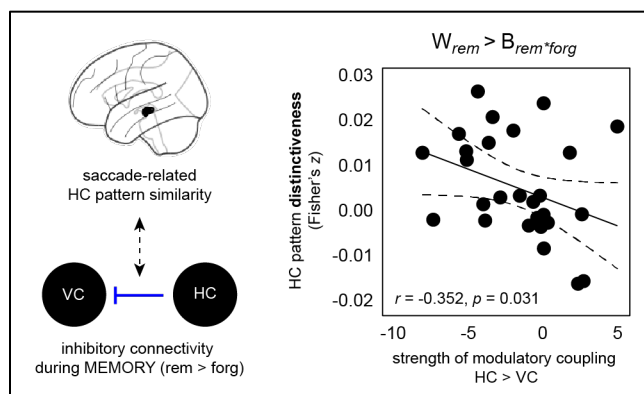 saccade-related
HC pattern similarity
VC
HC
inhibitory connectivity
during MEMORY (rem > forg)
W_rem > B_rem*forg
HC pattern distinctiveness
(Fisher's z)
0.03
0.02
0.01
0.00
-0.01
-0.02
r = -0.352, p = 0.031
-10
-5
0
5
strength of modulatory coupling
HC > VC